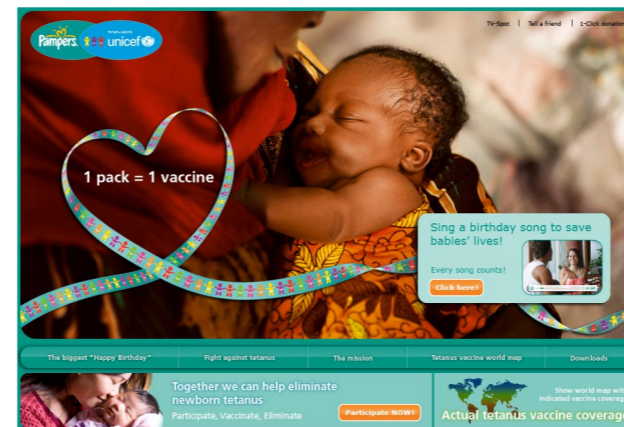 TV-Spot | Tell a friend | 1-Click donation
Pampers. unicef
1 pack = 1 vaccine
Sing a birthday song to save
babies' lives!
Every song counts!
Click here!
The biggest "Happy Birthday"
Fight against tetanus
The mission
Tetanus vaccine world map
Downloads
Together we can help eliminate
newborn tetanus
Participate, Vaccinate, Eliminate
Participate NOW!
Show world map with
indicated vaccine coverage
Actual tetanus vaccine coverage